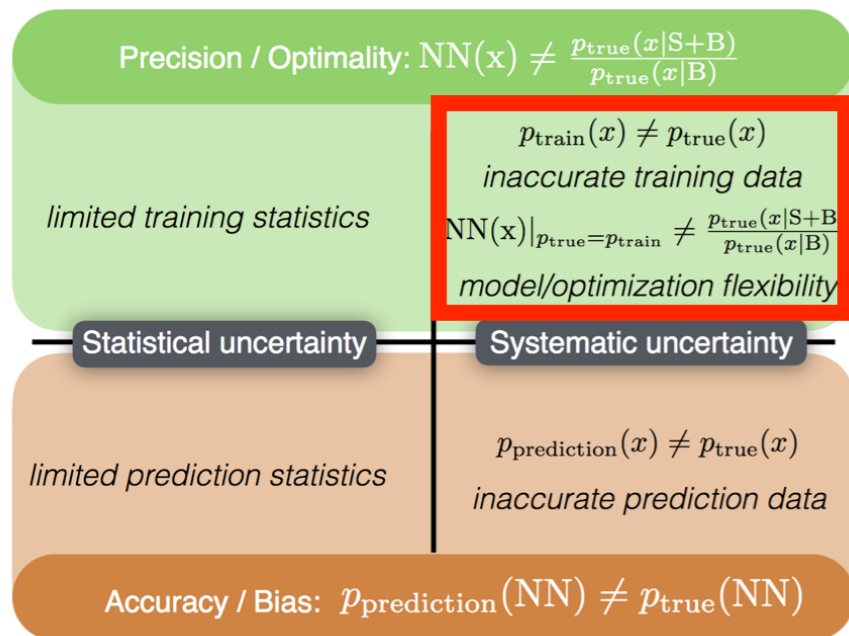 Precision / Optimality: NN(x) ≠ p_true(x|S+B) / p_true(x|B)
limited training statistics
p_train(x) ≠ p_true(x)
inaccurate training data
NN(x)|_{p_true=p_train} ≠ p_true(x|S+B / p_true(x|B)
model/optimization flexibility
Statistical uncertainty
Systematic uncertainty
limited prediction statistics
p_prediction(x) ≠ p_true(x)
inaccurate prediction data
Accuracy / Bias: p_prediction(NN) ≠ p_true(NN)